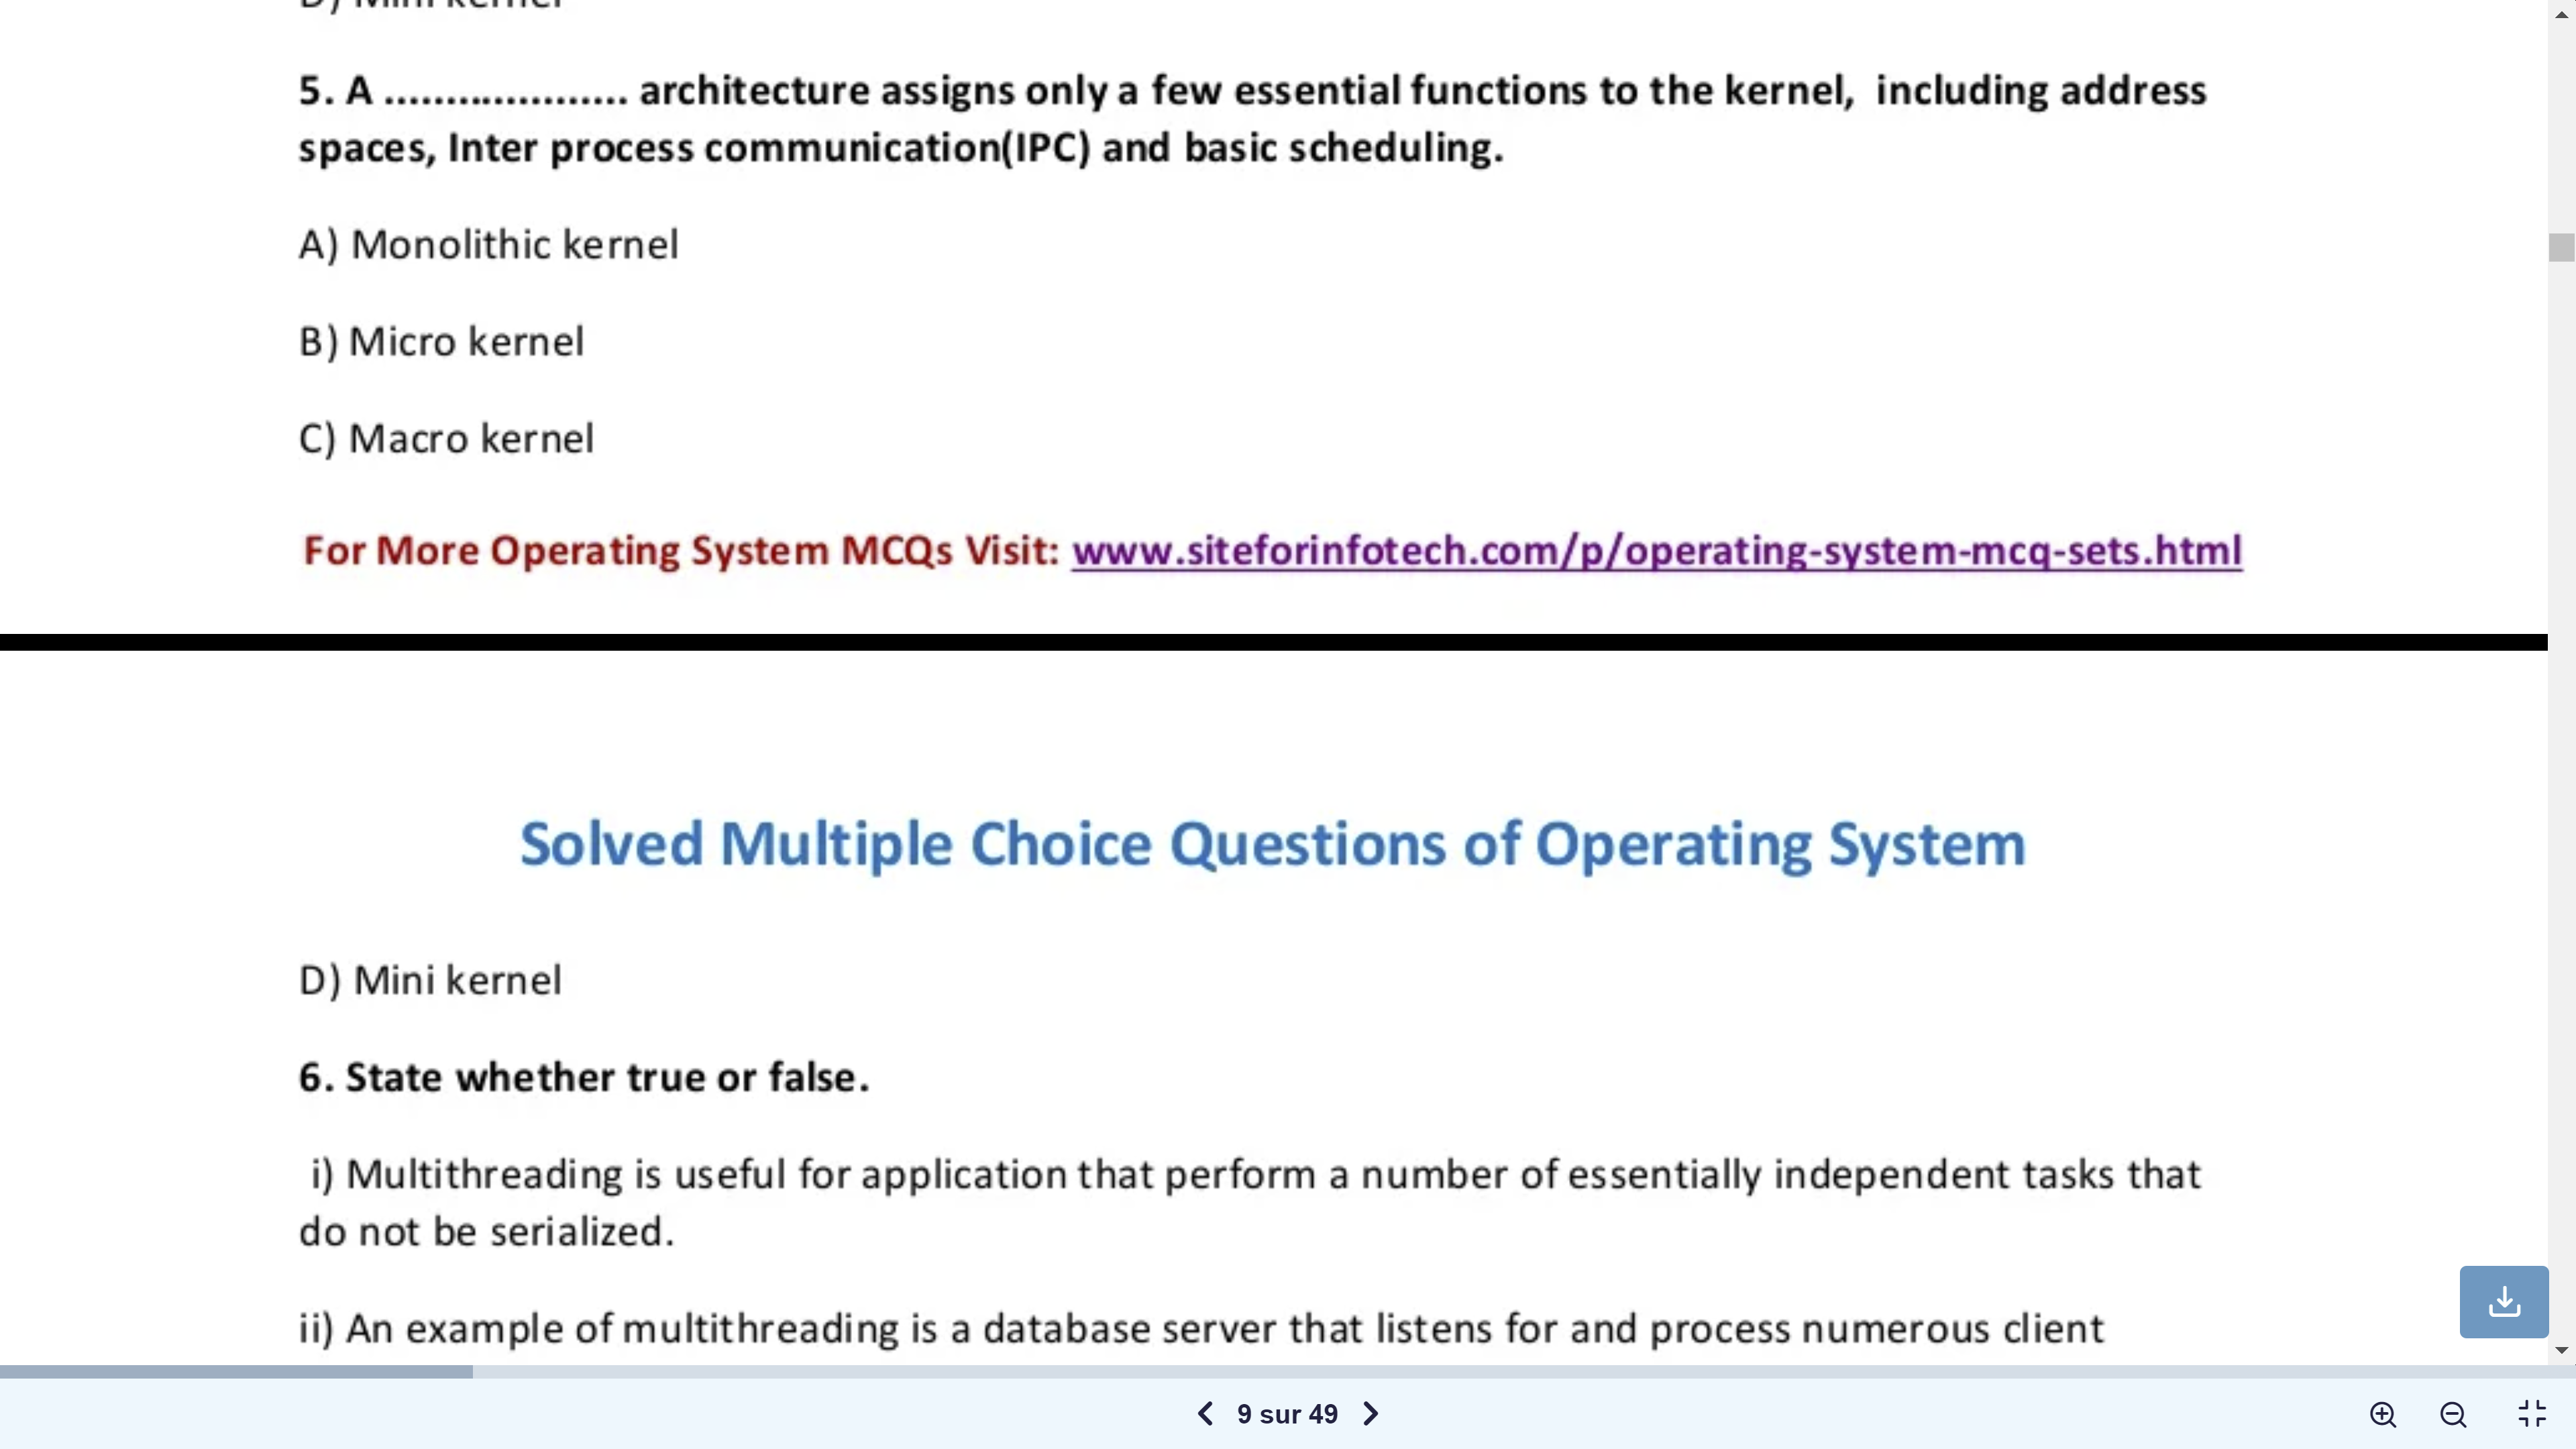 D) Mini kernel
5. A .................... architecture assigns only a few essential functions to the kernel, including address
spaces, Inter process communication(IPC) and basic scheduling.
A) Monolithic kernel
B) Micro kernel
C) Macro kernel
For More Operating System MCQs Visit: www.siteforinfotech.com/p/operating-system-mcq-sets.html
Solved Multiple Choice Questions of Operating System
D) Mini kernel
6. State whether true or false.
i) Multithreading is useful for application that perform a number of essentially independent tasks that
do not be serialized.
ii) An example of multithreading is a database server that listens for and process numerous client
9 sur 49